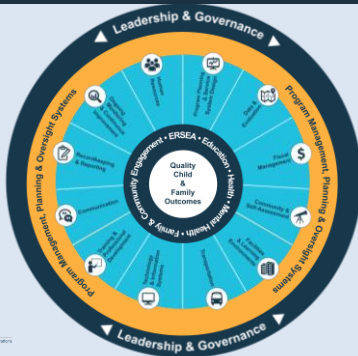 Leadership & Governance
Program Management, Planning & Oversight Systems
Human
Resources
Program Planning
& Service
System Design
Data &
Evaluation
Fiscal
Management
Community &
Self-Assessment
Facilities
& Learning
Environments
Transportation
Technology
& Information
Systems
Training &
Professional
Development
Communication
Recordkeeping
& Reporting
Ongoing
Monitoring
& Continuous
Improvement
Program Management, Planning & Oversight Systems
ERSEA • Education • Health • Mental Health • Family & Community Engagement •
Quality
Child
&
Family
Outcomes
Leadership & Governance